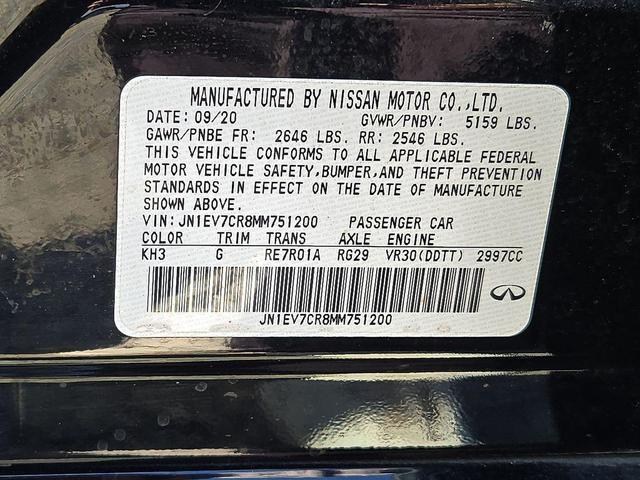 MANUFACTURED BY NISSAN MOTOR CO.,LTD.
DATE: 09/20 GVWR/PNBV: 5159 LBS.
GAWR/PNBE FR: 2646 LBS. RR: 2546 LBS.
THIS VEHICLE CONFORMS TO ALL APPLICABLE FEDERAL
MOTOR VEHICLE SAFETY,BUMPER,AND THEFT PREVENTION
STANDARDS IN EFFECT ON THE DATE OF MANUFACTURE
SHOWN ABOVE.
VIN:JN1EV7CR8MM751200 PASSENGER CAR
COLOR TRIM TRANS AXLE ENGINE
KH3 G RE7R01A RG29 VR30(DDTT) 2997CC
JN1EV7CR8MM751200